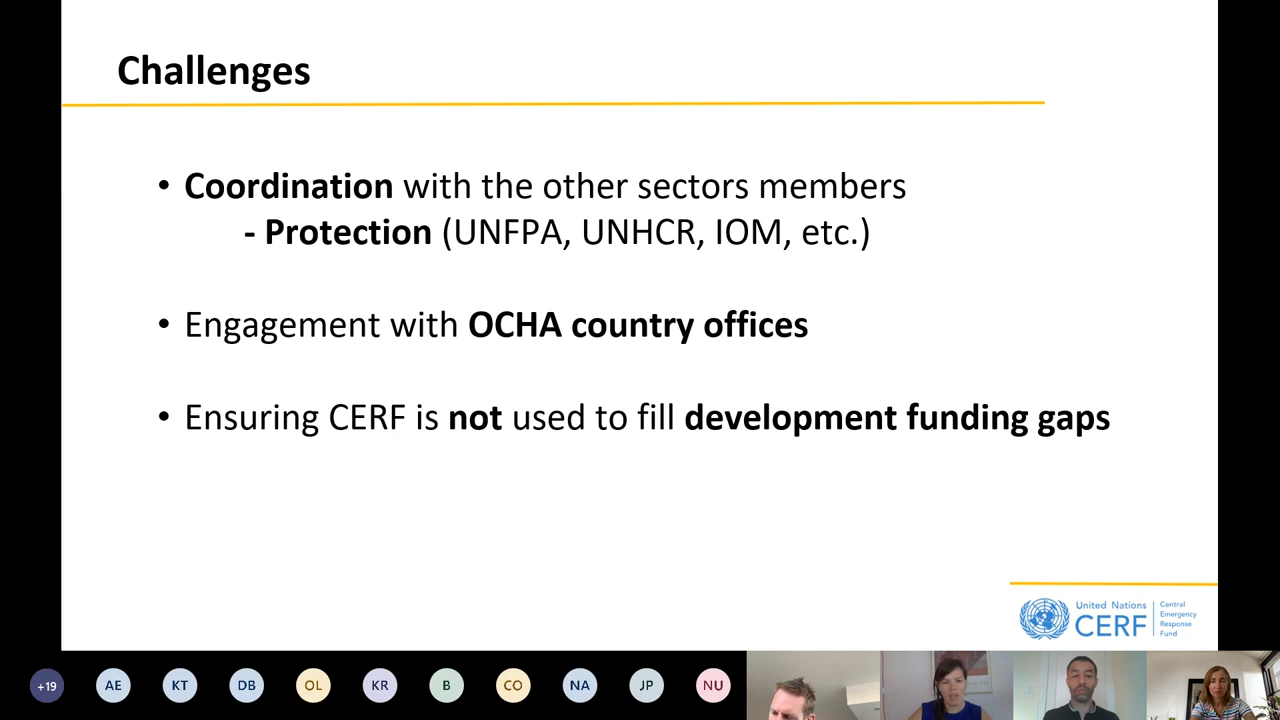 Challenges
• Coordination with the other sectors members
- Protection (UNFPA, UNHCR, IOM, etc.)
• Engagement with OCHA country offices
• Ensuring CERF is not used to fill development funding gaps
United Nations
CERF
Central
Emergency
Response
Fund
+19 AE KT DB OL KR B CO NA JP NU